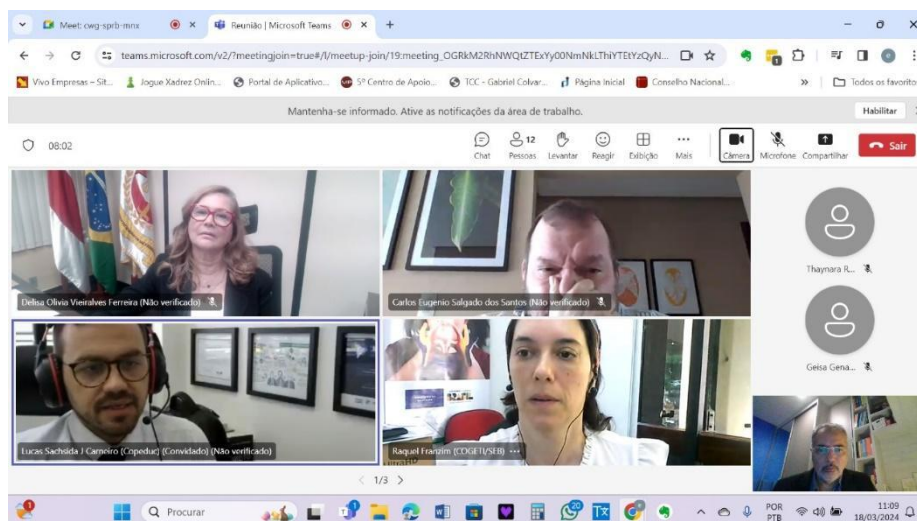 Meet: cwg-sprb-mnx
Reunião | Microsoft Teams
teams.microsoft.com/v2/?meetingjoin=true#/l/meetup-join/19:meeting_OGRkM2RhNWQtZTExYy00NmNkLThiYTEtYzQyN...
Vivo Empresas – Sit...
Jogue Xadrez Onlin...
Portal de Aplicativo...
5º Centro de Apoio...
TCC - Gabriel Colvar...
Página Inicial
Conselho Nacional...
»
Todos os favorito
Mantenha-se informado. Ative as notificações da área de trabalho.
Habilitar
08:02
Chat
12
Pessoas
Levantar
Reagir
Exibição
Mais
Câmera
Microfone
Compartilhar
Sair
Delisa Olivia Vieiralves Ferreira (Não verificado)
Carlos Eugenio Salgado dos Santos (Não verificado)
Thaynara R...
Lucas Sachsida J Carneiro (Copeduc) (Convidado) (Não verificado)
Raquel Franzim (COGETI/SEB)
Geisa Gena...
1/3
Procurar
20
POR
PTB
11:09
18/03/2024